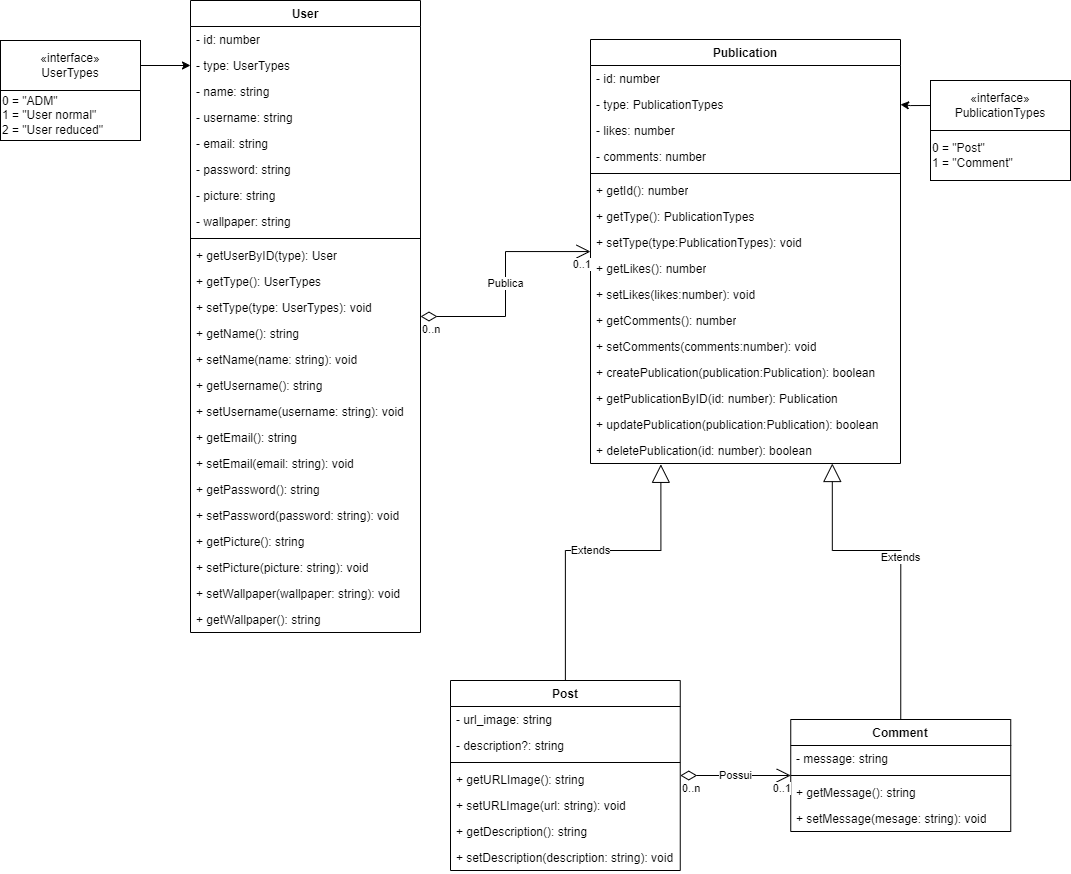 «interface»
UserTypes
0 = "ADM"
1 = "User normal"
2 = "User reduced"
User
- id: number
- type: UserTypes
- name: string
- username: string
- email: string
- password: string
- picture: string
- wallpaper: string
+ getUserByID(type): User
+ getType(): UserTypes
+ setType(type: UserTypes): void
+ getName(): string
+ setName(name: string): void
+ getUsername(): string
+ setUsername(username: string): void
+ getEmail(): string
+ setEmail(email: string): void
+ getPassword(): string
+ setPassword(password: string): void
+ getPicture(): string
+ setPicture(picture: string): void
+ setWallpaper(wallpaper: string): void
+ getWallpaper(): string
0..n
Publica
0..1
Publication
- id: number
- type: PublicationTypes
- likes: number
- comments: number
+ getId(): number
+ getType(): PublicationTypes
+ setType(type:PublicationTypes): void
+ getLikes(): number
+ setLikes(likes:number): void
+ getComments(): number
+ setComments(comments:number): void
+ createPublication(publication:Publication): boolean
+ getPublicationByID(id: number): Publication
+ updatePublication(publication:Publication): boolean
+ deletePublication(id: number): boolean
«interface»
PublicationTypes
0 = "Post"
1 = "Comment"
Extends
Extends
Post
- url_image: string
- description?: string
+ getURLImage(): string
+ setURLImage(url: string): void
+ getDescription(): string
+ setDescription(description: string): void
0..n
Possui
0..1
Comment
- message: string
+ getMessage(): string
+ setMessage(mesage: string): void